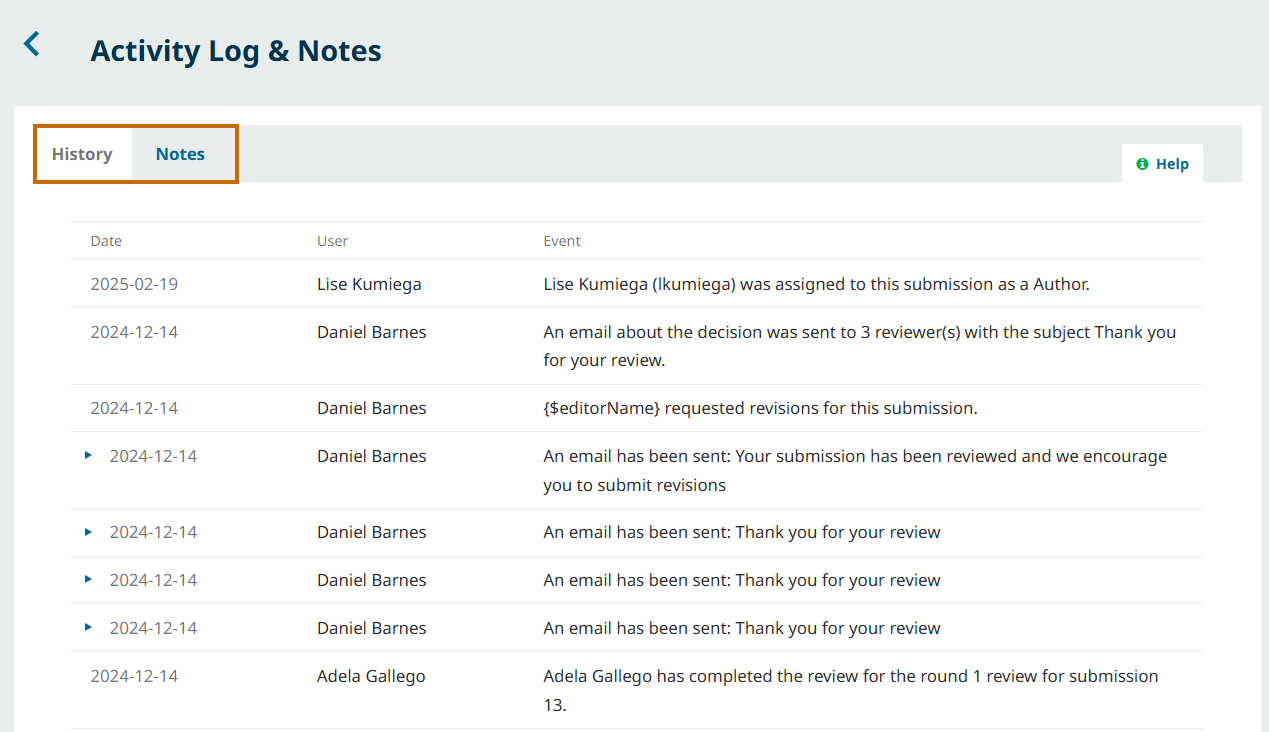 Activity Log & Notes
History Notes
Help
Date User Event
2025-02-19 Lise Kumiega Lise Kumiega (lkumiega) was assigned to this submission as a Author.
2024-12-14 Daniel Barnes An email about the decision was sent to 3 reviewer(s) with the subject Thank you
for your review.
2024-12-14 Daniel Barnes {$editorName} requested revisions for this submission.
2024-12-14 Daniel Barnes An email has been sent: Your submission has been reviewed and we encourage
you to submit revisions
2024-12-14 Daniel Barnes An email has been sent: Thank you for your review
2024-12-14 Daniel Barnes An email has been sent: Thank you for your review
2024-12-14 Daniel Barnes An email has been sent: Thank you for your review
2024-12-14 Adela Gallego Adela Gallego has completed the review for the round 1 review for submission
13.